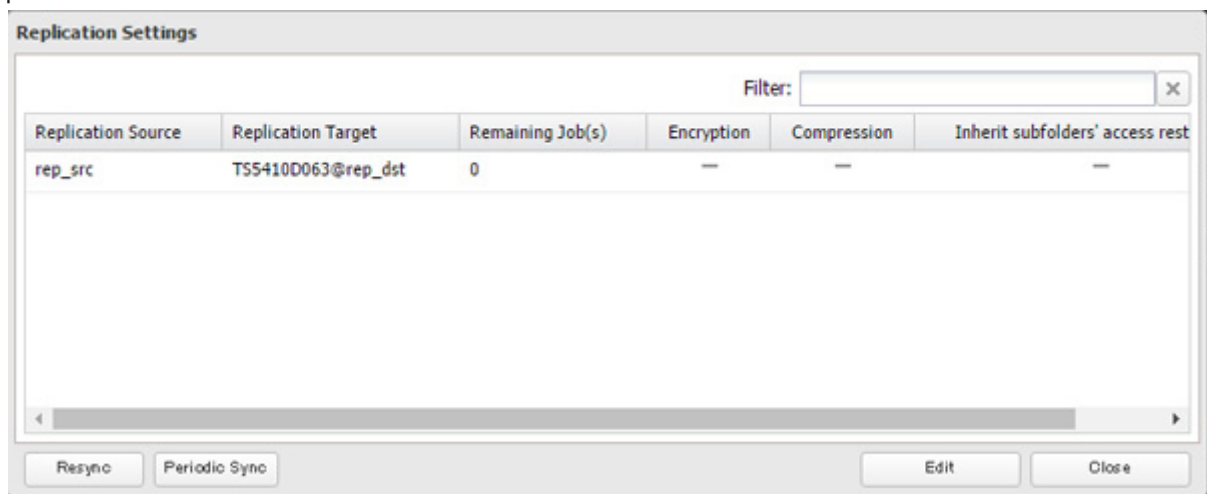 Replication Settings
Filter:
Replication Source Replication Target Remaining Job(s) Encryption Compression Inherit subfolders' access rest
rep_src TS5410D063@rep_dst 0 — — —
Resync Periodic Sync Edit Close